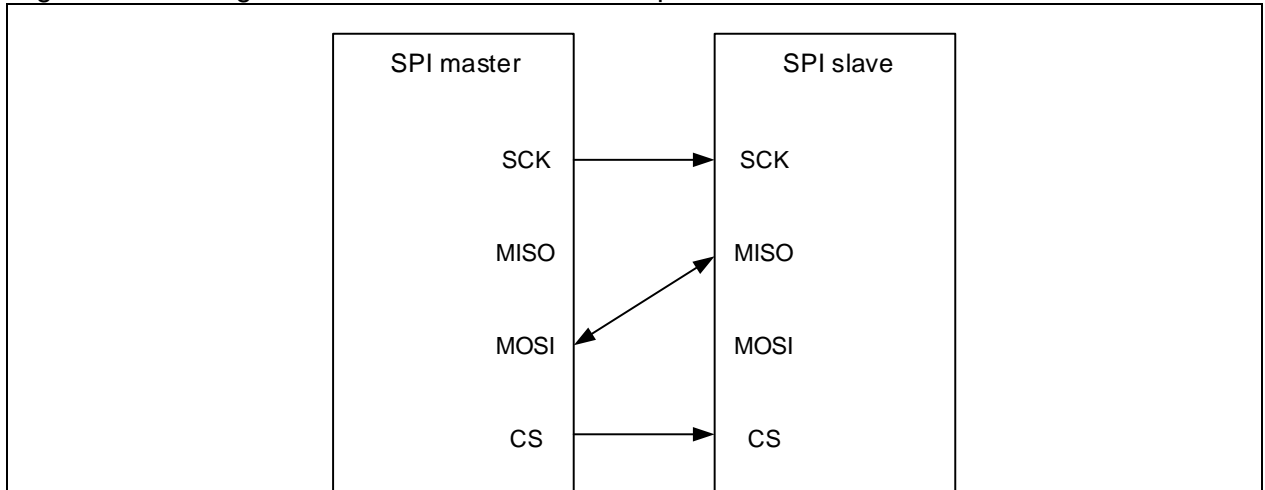 SPI master SPI slave
SCK SCK
MISO MISO
MOSI MOSI
CS CS